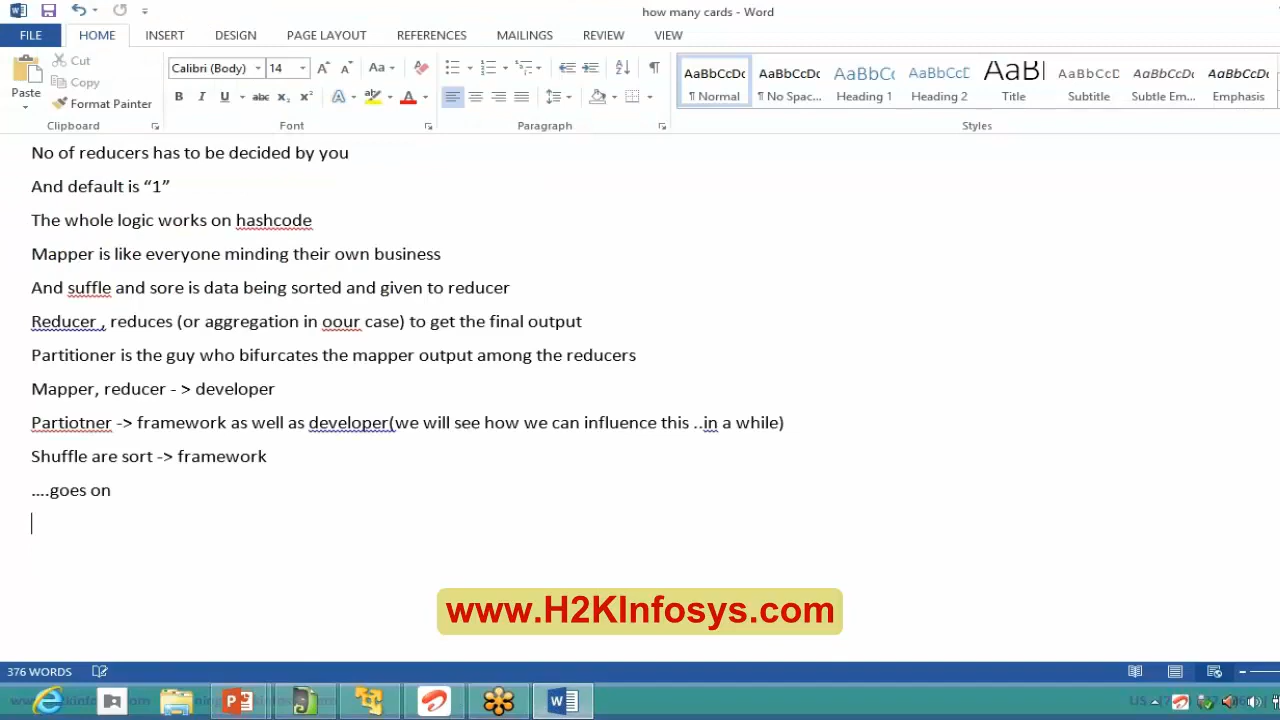 how many cards - Word
FILE HOME INSERT DESIGN PAGE LAYOUT REFERENCES MAILINGS REVIEW VIEW
Paste
Cut
Copy
Format Painter
Calibri (Body) 14
AaBbCcDc AaBbCcDc AaBbCc AaBbCcD AaB AaBbCcD AaBbCcDc AaBbCcDc
¶ Normal ¶ No Spac... Heading 1 Heading 2 Title Subtitle Subtle Em... Emphasis
Clipboard Font Paragraph Styles
No of reducers has to be decided by you
And default is “1”
The whole logic works on hashcode
Mapper is like everyone minding their own business
And suffle and sore is data being sorted and given to reducer
Reducer , reduces (or aggregation in oour case) to get the final output
Partitioner is the guy who bifurcates the mapper output among the reducers
Mapper, reducer - > developer
Partiotner -> framework as well as developer(we will see how we can influence this ..in a while)
Shuffle are sort -> framework
....goes on
www.H2KInfosys.com
376 WORDS